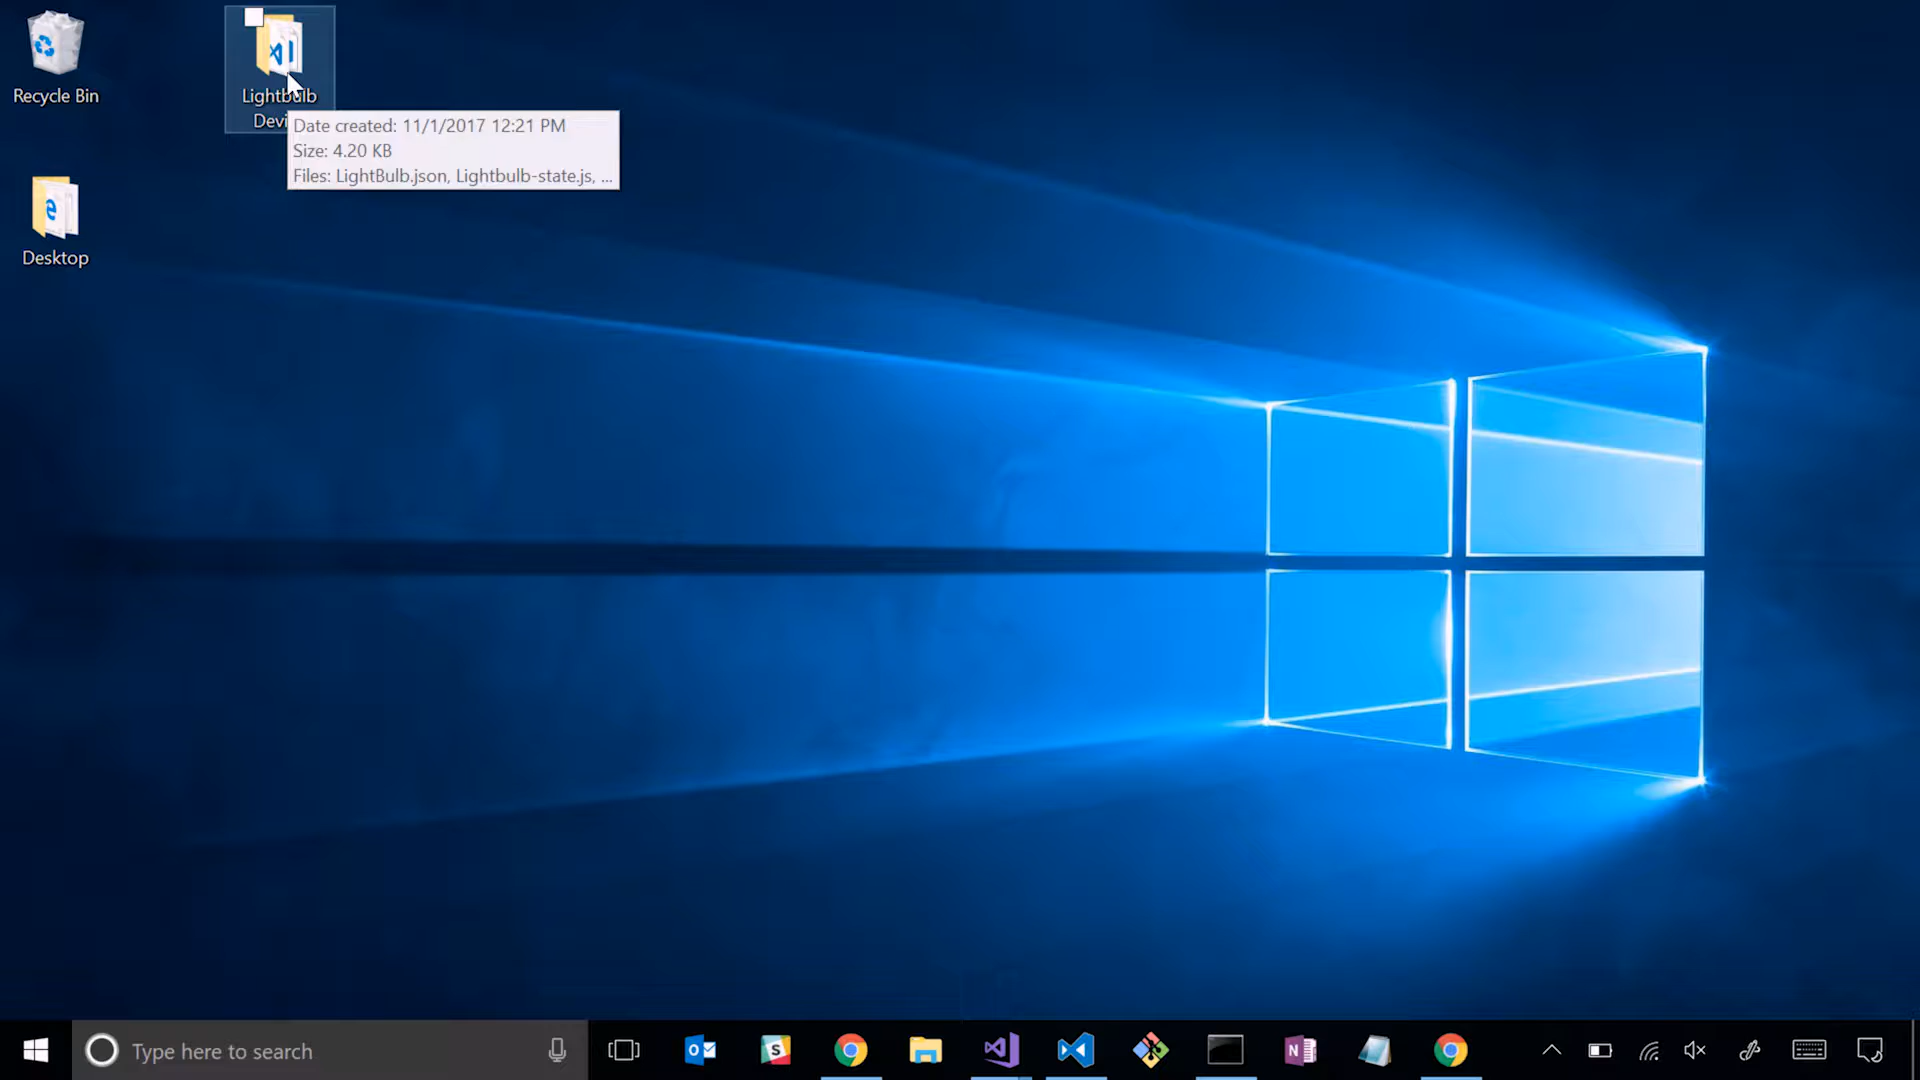 Recycle Bin
Lightbulb
Devi
Date created: 11/1/2017 12:21 PM
Size: 4.20 KB
Files: LightBulb.json, Lightbulb-state.js, ...
Desktop
Type here to search